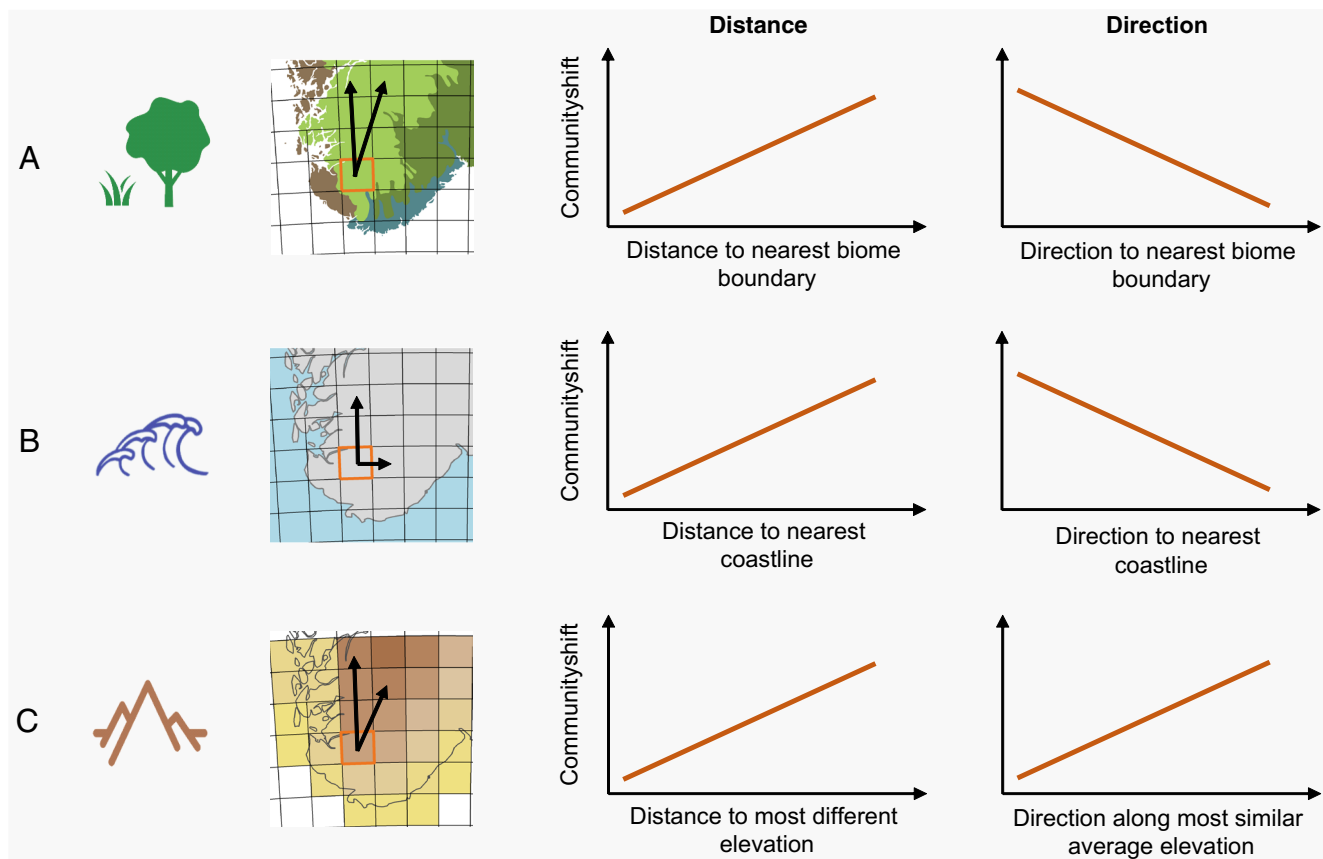 Distance
Direction
A
Communityshift
Distance to nearest biome
boundary
Direction to nearest biome
boundary
B
Communityshift
Distance to nearest
coastline
Direction to nearest
coastline
C
Communityshift
Distance to most different
elevation
Direction along most similar
average elevation